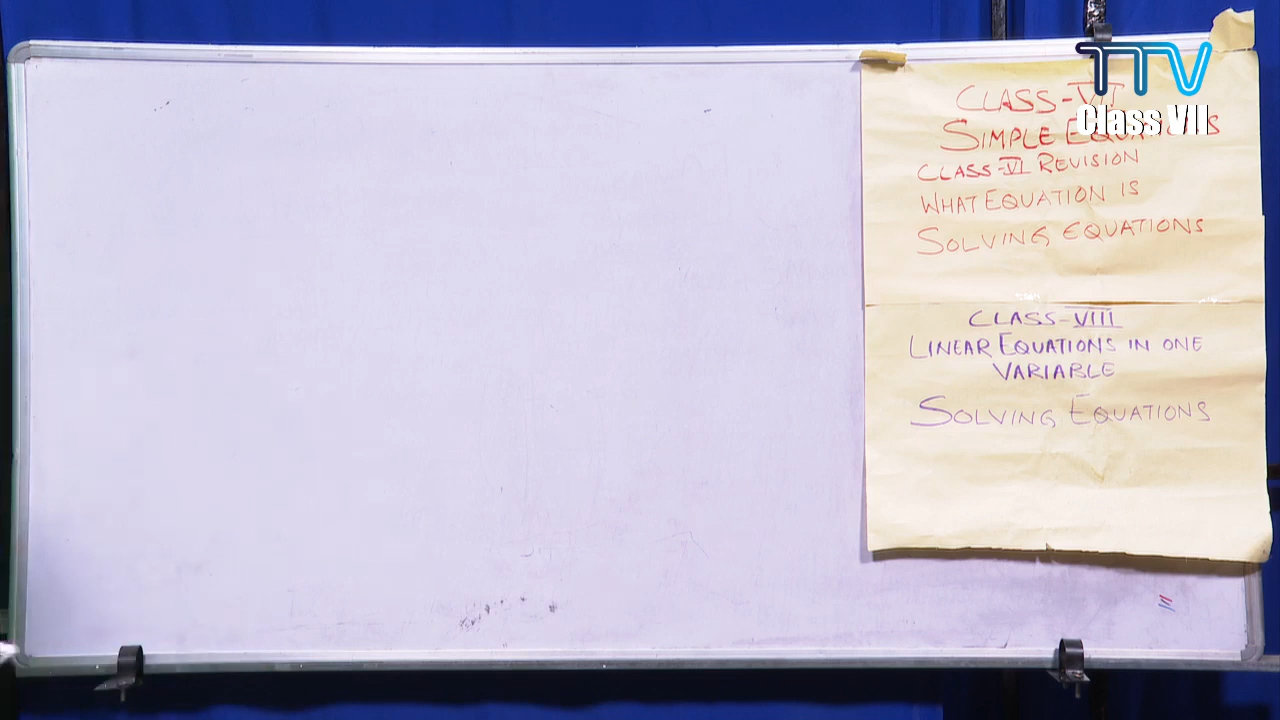 TTV
Class VII
CLASS-VII
SIMPLE EQUATIONS
CLASS-VI REVISION
WHAT EQUATION IS
SOLVING EQUATIONS
CLASS-VIII
LINEAR EQUATIONS IN ONE
VARIABLE
SOLVING EQUATIONS